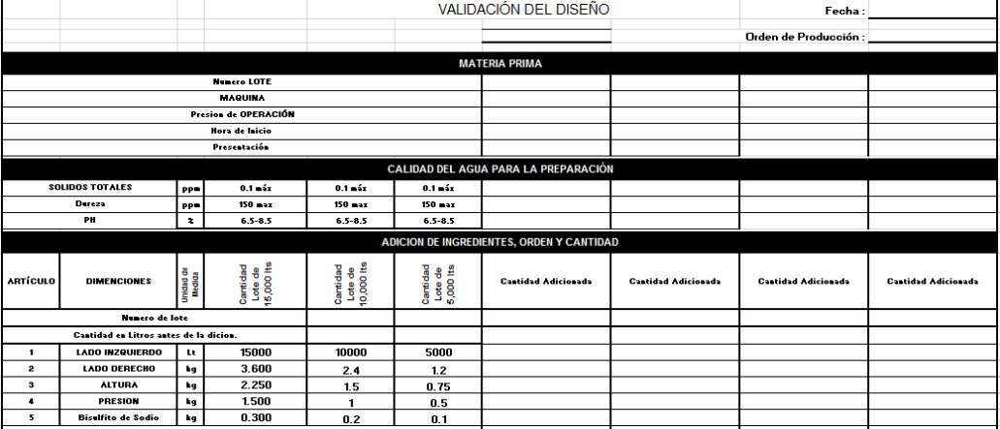 VALIDACIÓN DEL DISEÑO Fecha :
Orden de Producción :
MATERIA PRIMA
Numero LOTE
MAQUINA
Presion de OPERACIÓN
Hora de Inicio
Presentación
CALIDAD DEL AGUA PARA LA PREPARACIÓN
SOLIDOS TOTALES ppm 0.1 máx 0.1 máx 0.1 máx
Dureza ppm 150 max 150 max 150 max
PH % 6.5-8.5 6.5-8.5 6.5-8.5
ADICION DE INGREDIENTES, ORDEN Y CANTIDAD
ARTÍCULO DIMENCIONES Unidad de Medida Cantidad Lote de 15,000 lts Cantidad Lote de 10,000 lts Cantidad Lote de 5,000 lts Cantidad Adicionada Cantidad Adicionada Cantidad Adicionada Cantidad Adicionada
Numero de lote
Cantidad en Litros antes de la dicion.
1 LADO INZQUIERDO Lt 15000 10000 5000
2 LADO DERECHO kg 3.600 2.4 1.2
3 ALTURA kg 2.250 1.5 0.75
4 PRESION kg 1.500 1 0.5
5 Bisulfito de Sodio kg 0.300 0.2 0.1